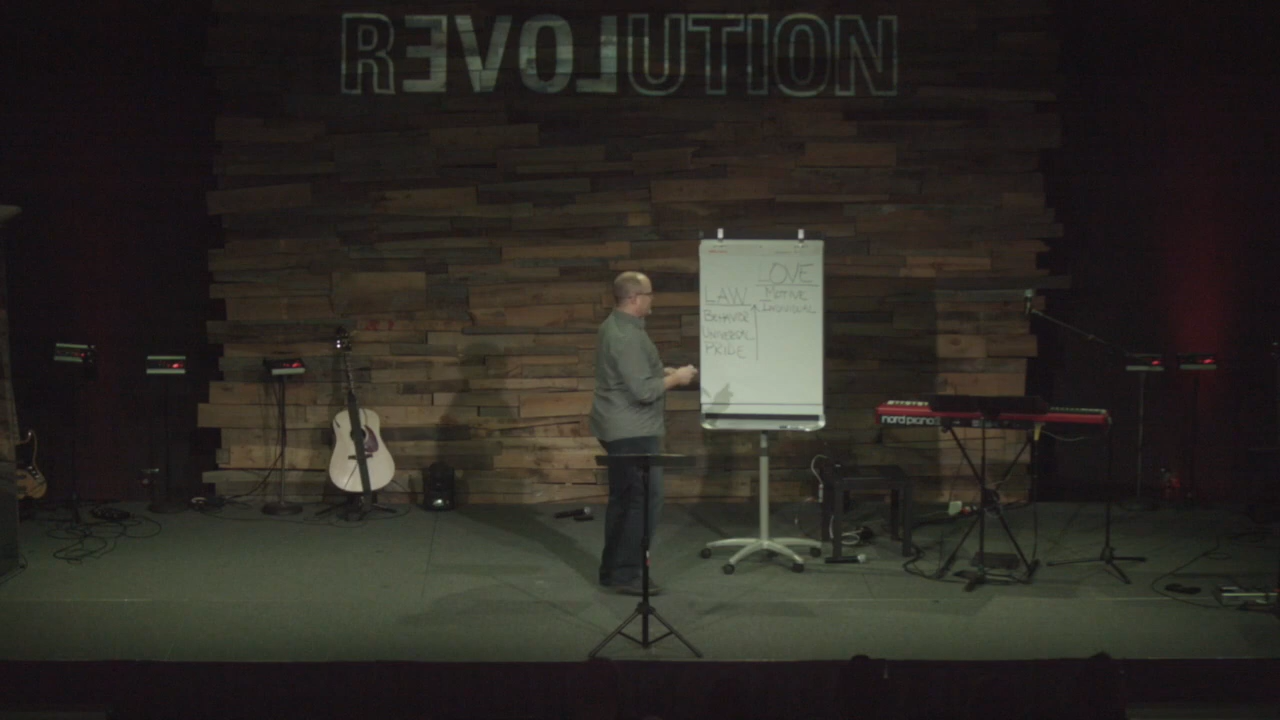 REVOLUTION
LOVE
MOTIVE
INDIVIDUAL
LAW
BEHAVIOR
UNIVERSAL
PRIDE
nord piano